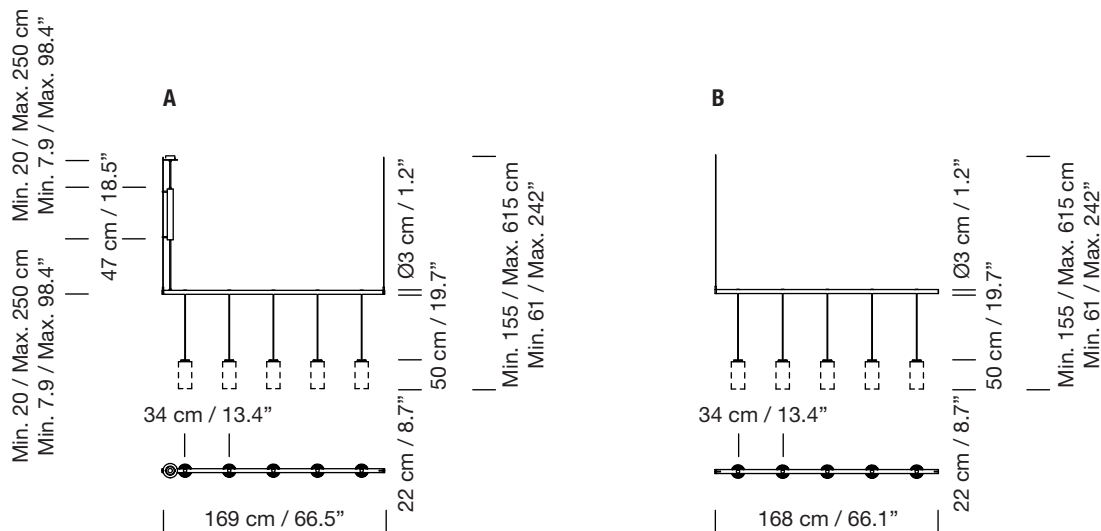 Min. 20 / Max. 250 cm
Min. 7.9 / Max. 98.4”
47 cm / 18.5”
Min. 20 / Max. 250 cm
Min. 7.9 / Max. 98.4”
A
Ø3 cm / 1.2”
50 cm / 19.7”
22 cm / 8.7”
Min. 155 / Max. 615 cm
Min. 61 / Max. 242”
34 cm / 13.4”
169 cm / 66.5”
B
Ø3 cm / 1.2”
50 cm / 19.7”
22 cm / 8.7”
Min. 155 / Max. 615 cm
Min. 61 / Max. 242”
34 cm / 13.4”
168 cm / 66.1”